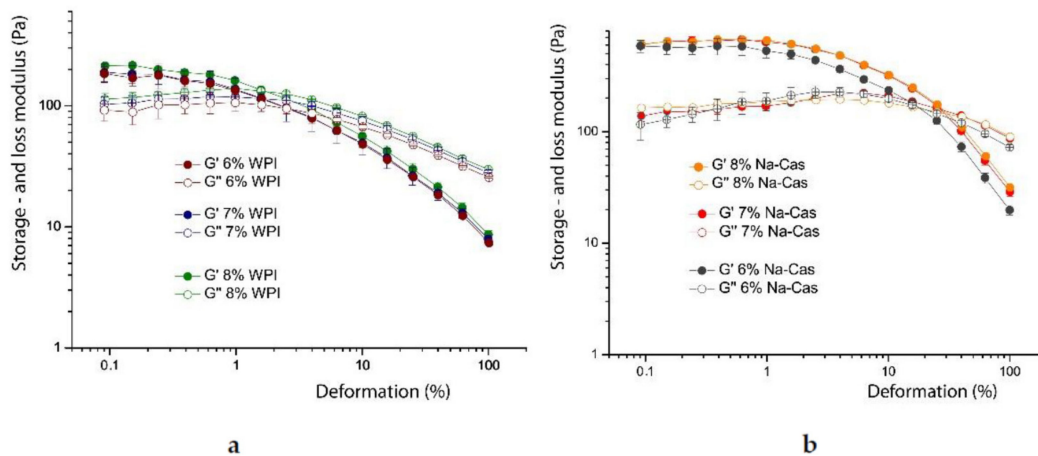 Storage - and loss modulus (Pa)
100
10
1
G' 6% WPI
G" 6% WPI
G' 7% WPI
G" 7% WPI
G' 8% WPI
G" 8% WPI
0.1
1
10
100
Deformation (%)
a
Storage - and loss modulus (Pa)
100
10
1
G' 8% Na-Cas
G" 8% Na-Cas
G' 7% Na-Cas
G" 7% Na-Cas
G' 6% Na-Cas
G" 6% Na-Cas
0.1
1
10
100
Deformation (%)
b